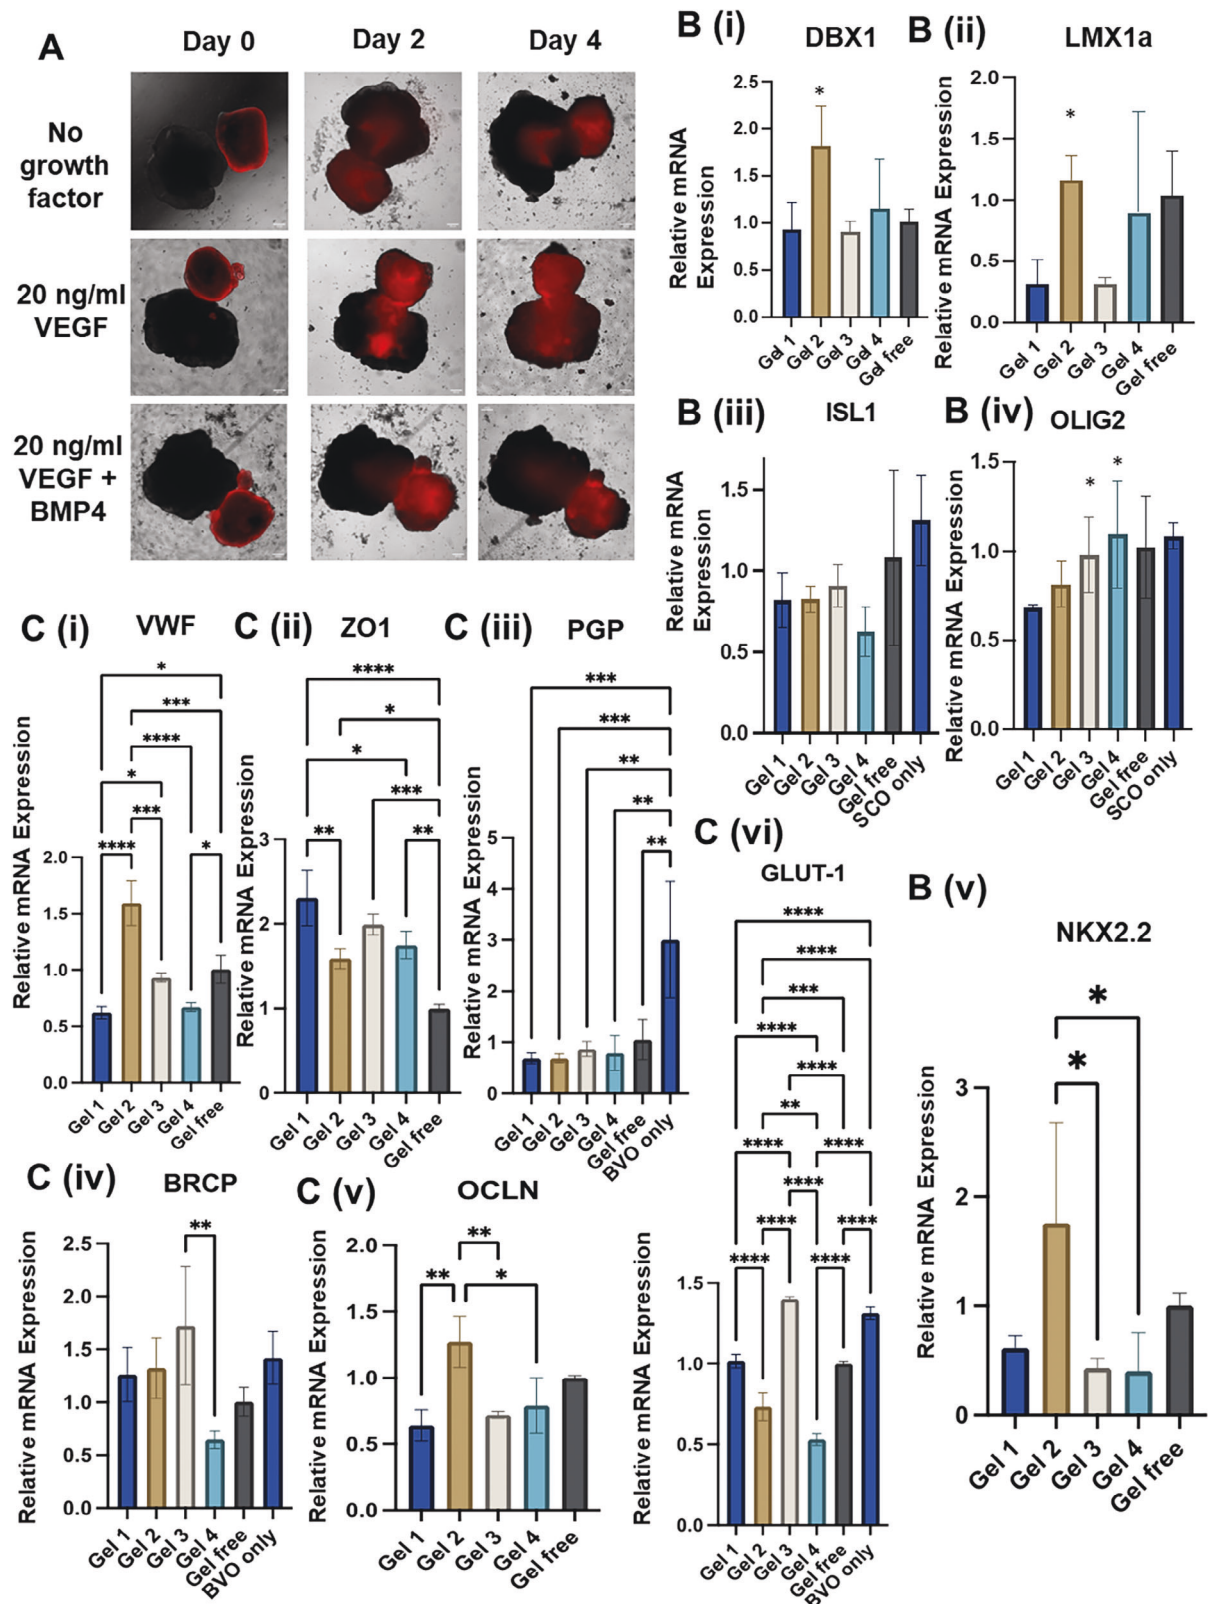 A
Day 0
Day 2
Day 4
No
growth
factor
20 ng/ml
VEGF
20 ng/ml
VEGF +
BMP4
B (i)
DBX1
Relative mRNA
Expression
2.5
2.0
1.5
1.0
0.5
0.0
*
Gel 1
Gel 2
Gel 3
Gel 4
Gel free
B (ii)
LMX1a
Relative mRNA Expression
2.0
1.5
1.0
0.5
0.0
*
Gel 1
Gel 2
Gel 3
Gel 4
Gel free
B (iii)
ISL1
Relative mRNA
Expression
1.5
1.0
0.5
0.0
Gel 1
Gel 2
Gel 3
Gel 4
Gel free
SCO only
B (iv)
OLIG2
Relative mRNA Expression
1.5
1.0
0.5
0.0
*
*
Gel 1
Gel 2
Gel 3
Gel 4
Gel free
SCO only
C (i)
VWF
*
***
****
*
***
****
*
Relative mRNA Expression
2.0
1.5
1.0
0.5
0.0
Gel 1
Gel 2
Gel 3
Gel 4
Gel free
C (ii)
ZO1
****
*
*
***
**
**
Relative mRNA Expression
3
2
1
0
Gel 1
Gel 2
Gel 3
Gel 4
Gel free
C (iii)
PGP
***
***
**
**
**
Relative mRNA Expression
5
4
3
2
1
0
Gel 1
Gel 2
Gel 3
Gel 4
Gel free
BVO only
C (vi)
GLUT-1
****
****
***
****
****
**
****
****
****
****
****
****
****
Relative mRNA Expression
1.5
1.0
0.5
0.0
Gel 1
Gel 2
Gel 3
Gel 4
Gel free
BVO only
B (v)
NKX2.2
*
*
Relative mRNA Expression
3
2
1
0
Gel 1
Gel 2
Gel 3
Gel 4
Gel free
C (iv)
BRCP
**
Relative mRNA Expression
2.5
2.0
1.5
1.0
0.5
0.0
Gel 1
Gel 2
Gel 3
Gel 4
Gel free
BVO only
C (v)
OCLN
**
**
*
Relative mRNA Expression
2.0
1.5
1.0
0.5
0.0
Gel 1
Gel 2
Gel 3
Gel 4
Gel free